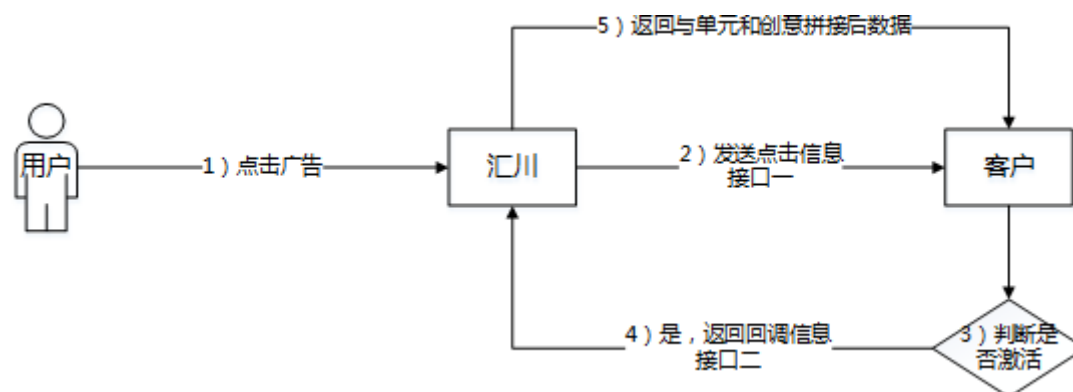 5）返回与单元和创意拼接后数据
用户
1）点击广告
汇川
2）发送点击信息
接口一
客户
4）是，返回回调信息
接口二
3）判断是
否激活